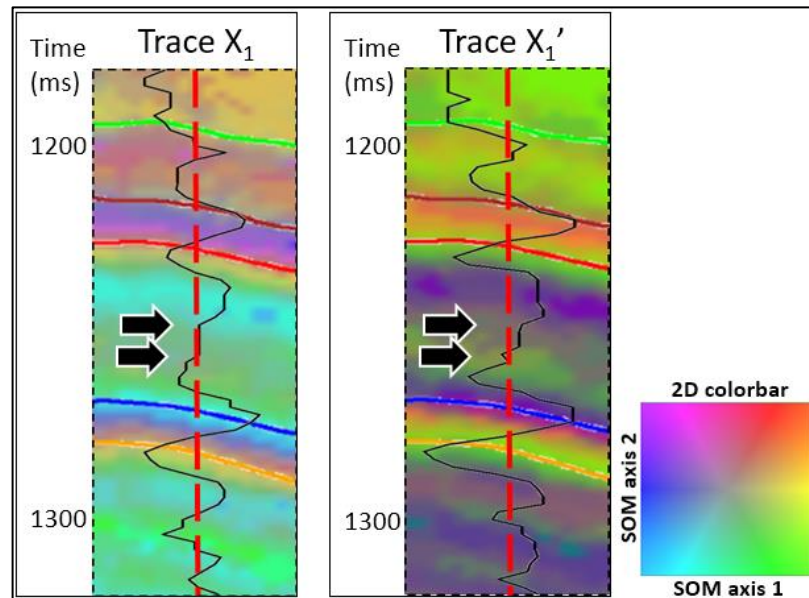 Time
(ms)
Trace X₁
1200
1300
Time
(ms)
Trace X₁’
1200
1300
2D colorbar
SOM axis 2
SOM axis 1